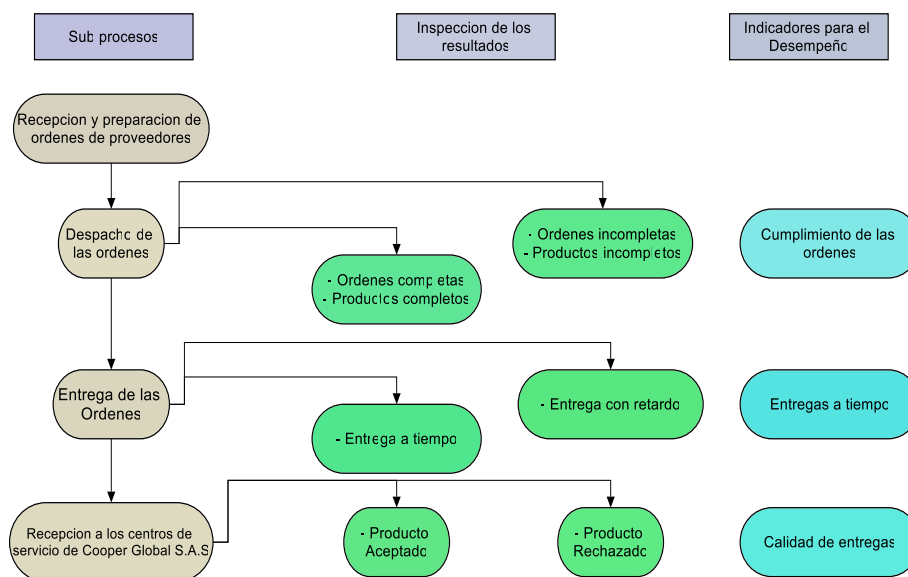 Sub procesos
Inspeccion de los
resultados
Indicadores para el
Desempeño
Recepcion y preparacion de
ordenes de proveedores
Despacho de
las ordenes
- Ordenes completas
- Productos completos
- Ordenes incompletas
- Productos incompletos
Cumplimiento de las
ordenes
Entrega de las
Ordenes
- Entrega a tiempo
- Entrega con retardo
Entregas a tiempo
Recepcion a los centros de
servicio de Cooper Global S.A.S
- Producto
Aceptado
- Producto
Rechazado
Calidad de entregas